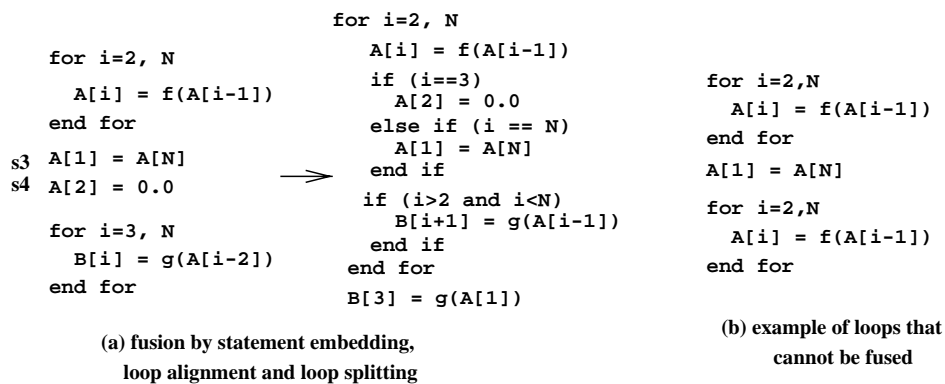 for i=2, N
A[i] = f(A[i-1])
end for
s3 A[1] = A[N]
s4 A[2] = 0.0
for i=3, N
B[i] = g(A[i-2])
end for
for i=2, N
A[i] = f(A[i-1])
if (i==3)
A[2] = 0.0
else if (i == N)
A[1] = A[N]
end if
if (i>2 and i<N)
B[i+1] = g(A[i-1])
end if
end for
B[3] = g(A[1])
(a) fusion by statement embedding,
loop alignment and loop splitting
for i=2,N
A[i] = f(A[i-1])
end for
A[1] = A[N]
for i=2,N
A[i] = f(A[i-1])
end for
(b) example of loops that
cannot be fused